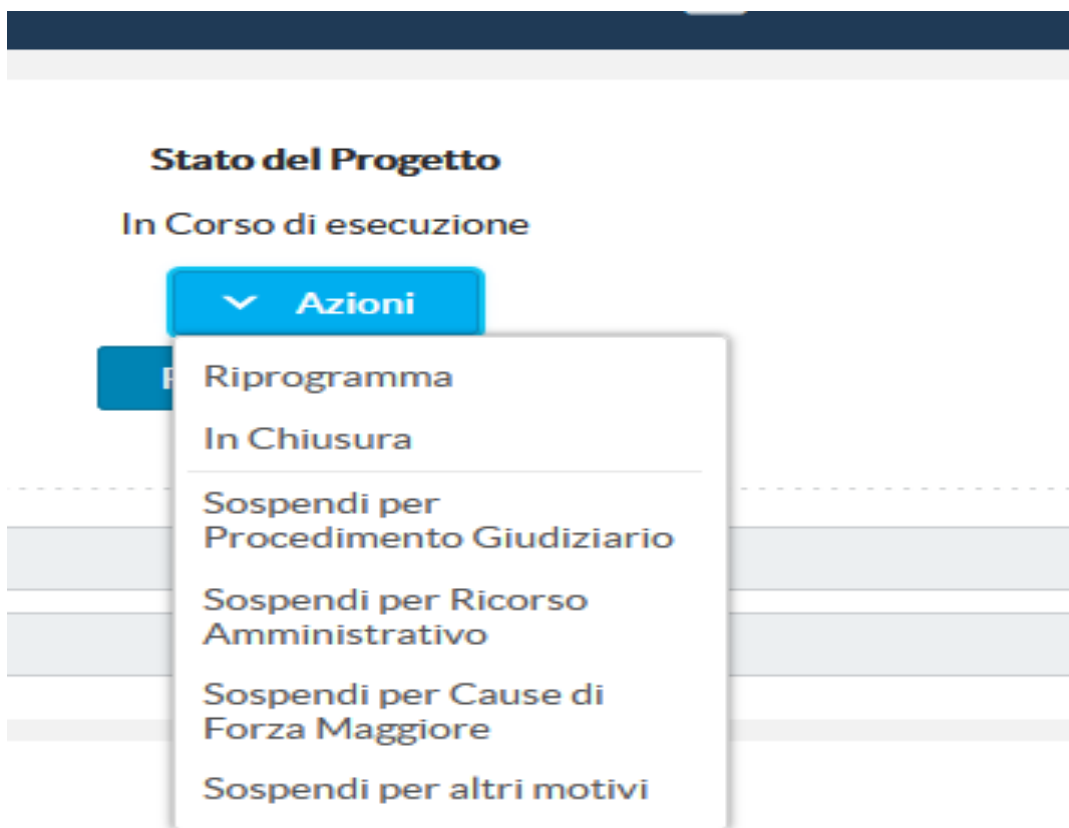 Stato del Progetto
In Corso di esecuzione
Azioni
Riprogramma
In Chiusura
Sospendi per
Procedimento Giudiziario
Sospendi per Ricorso
Amministrativo
Sospendi per Cause di
Forza Maggiore
Sospendi per altri motivi